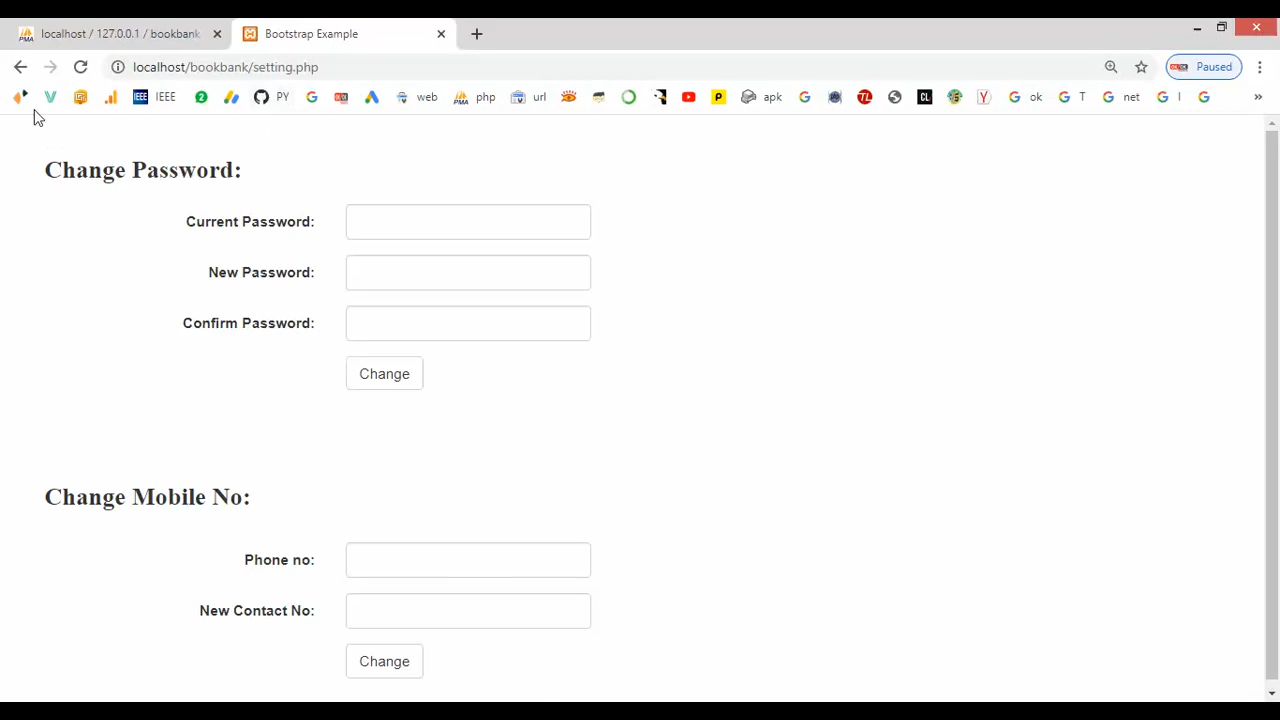 localhost / 127.0.0.1 / bookbank
Bootstrap Example
localhost/bookbank/setting.php
Paused
IEEE PY web php url apk ok T net I
Change Password:
Current Password:
New Password:
Confirm Password:
Change
Change Mobile No:
Phone no:
New Contact No:
Change